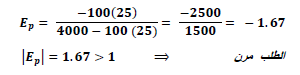 E_p = −100(25) / 4000 − 100 (25) = −2500 / 1500 = − 1.67
|E_p| = 1.67 > 1 ⟹ الطلب مرن